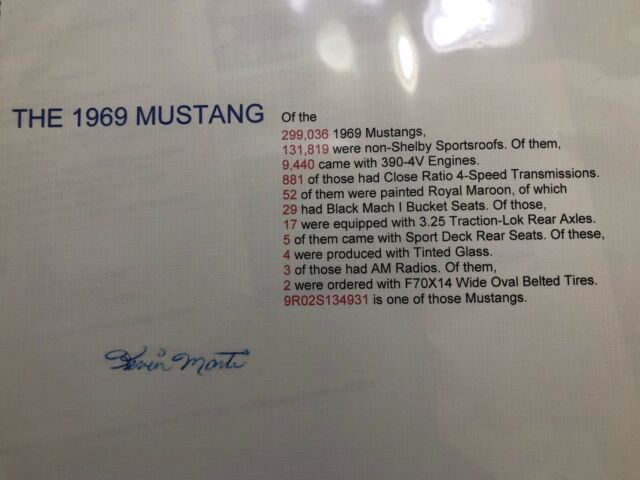 THE 1969 MUSTANG
Of the
299,036 1969 Mustangs,
131,819 were non-Shelby Sportsroofs. Of them,
9,440 came with 390-4V Engines.
881 of those had Close Ratio 4-Speed Transmissions.
52 of them were painted Royal Maroon, of which
29 had Black Mach I Bucket Seats. Of those,
17 were equipped with 3.25 Traction-Lok Rear Axles.
5 of them came with Sport Deck Rear Seats. Of these,
4 were produced with Tinted Glass.
3 of those had AM Radios. Of them,
2 were ordered with F70X14 Wide Oval Belted Tires.
9R02S134931 is one of those Mustangs.
Kevin Marti